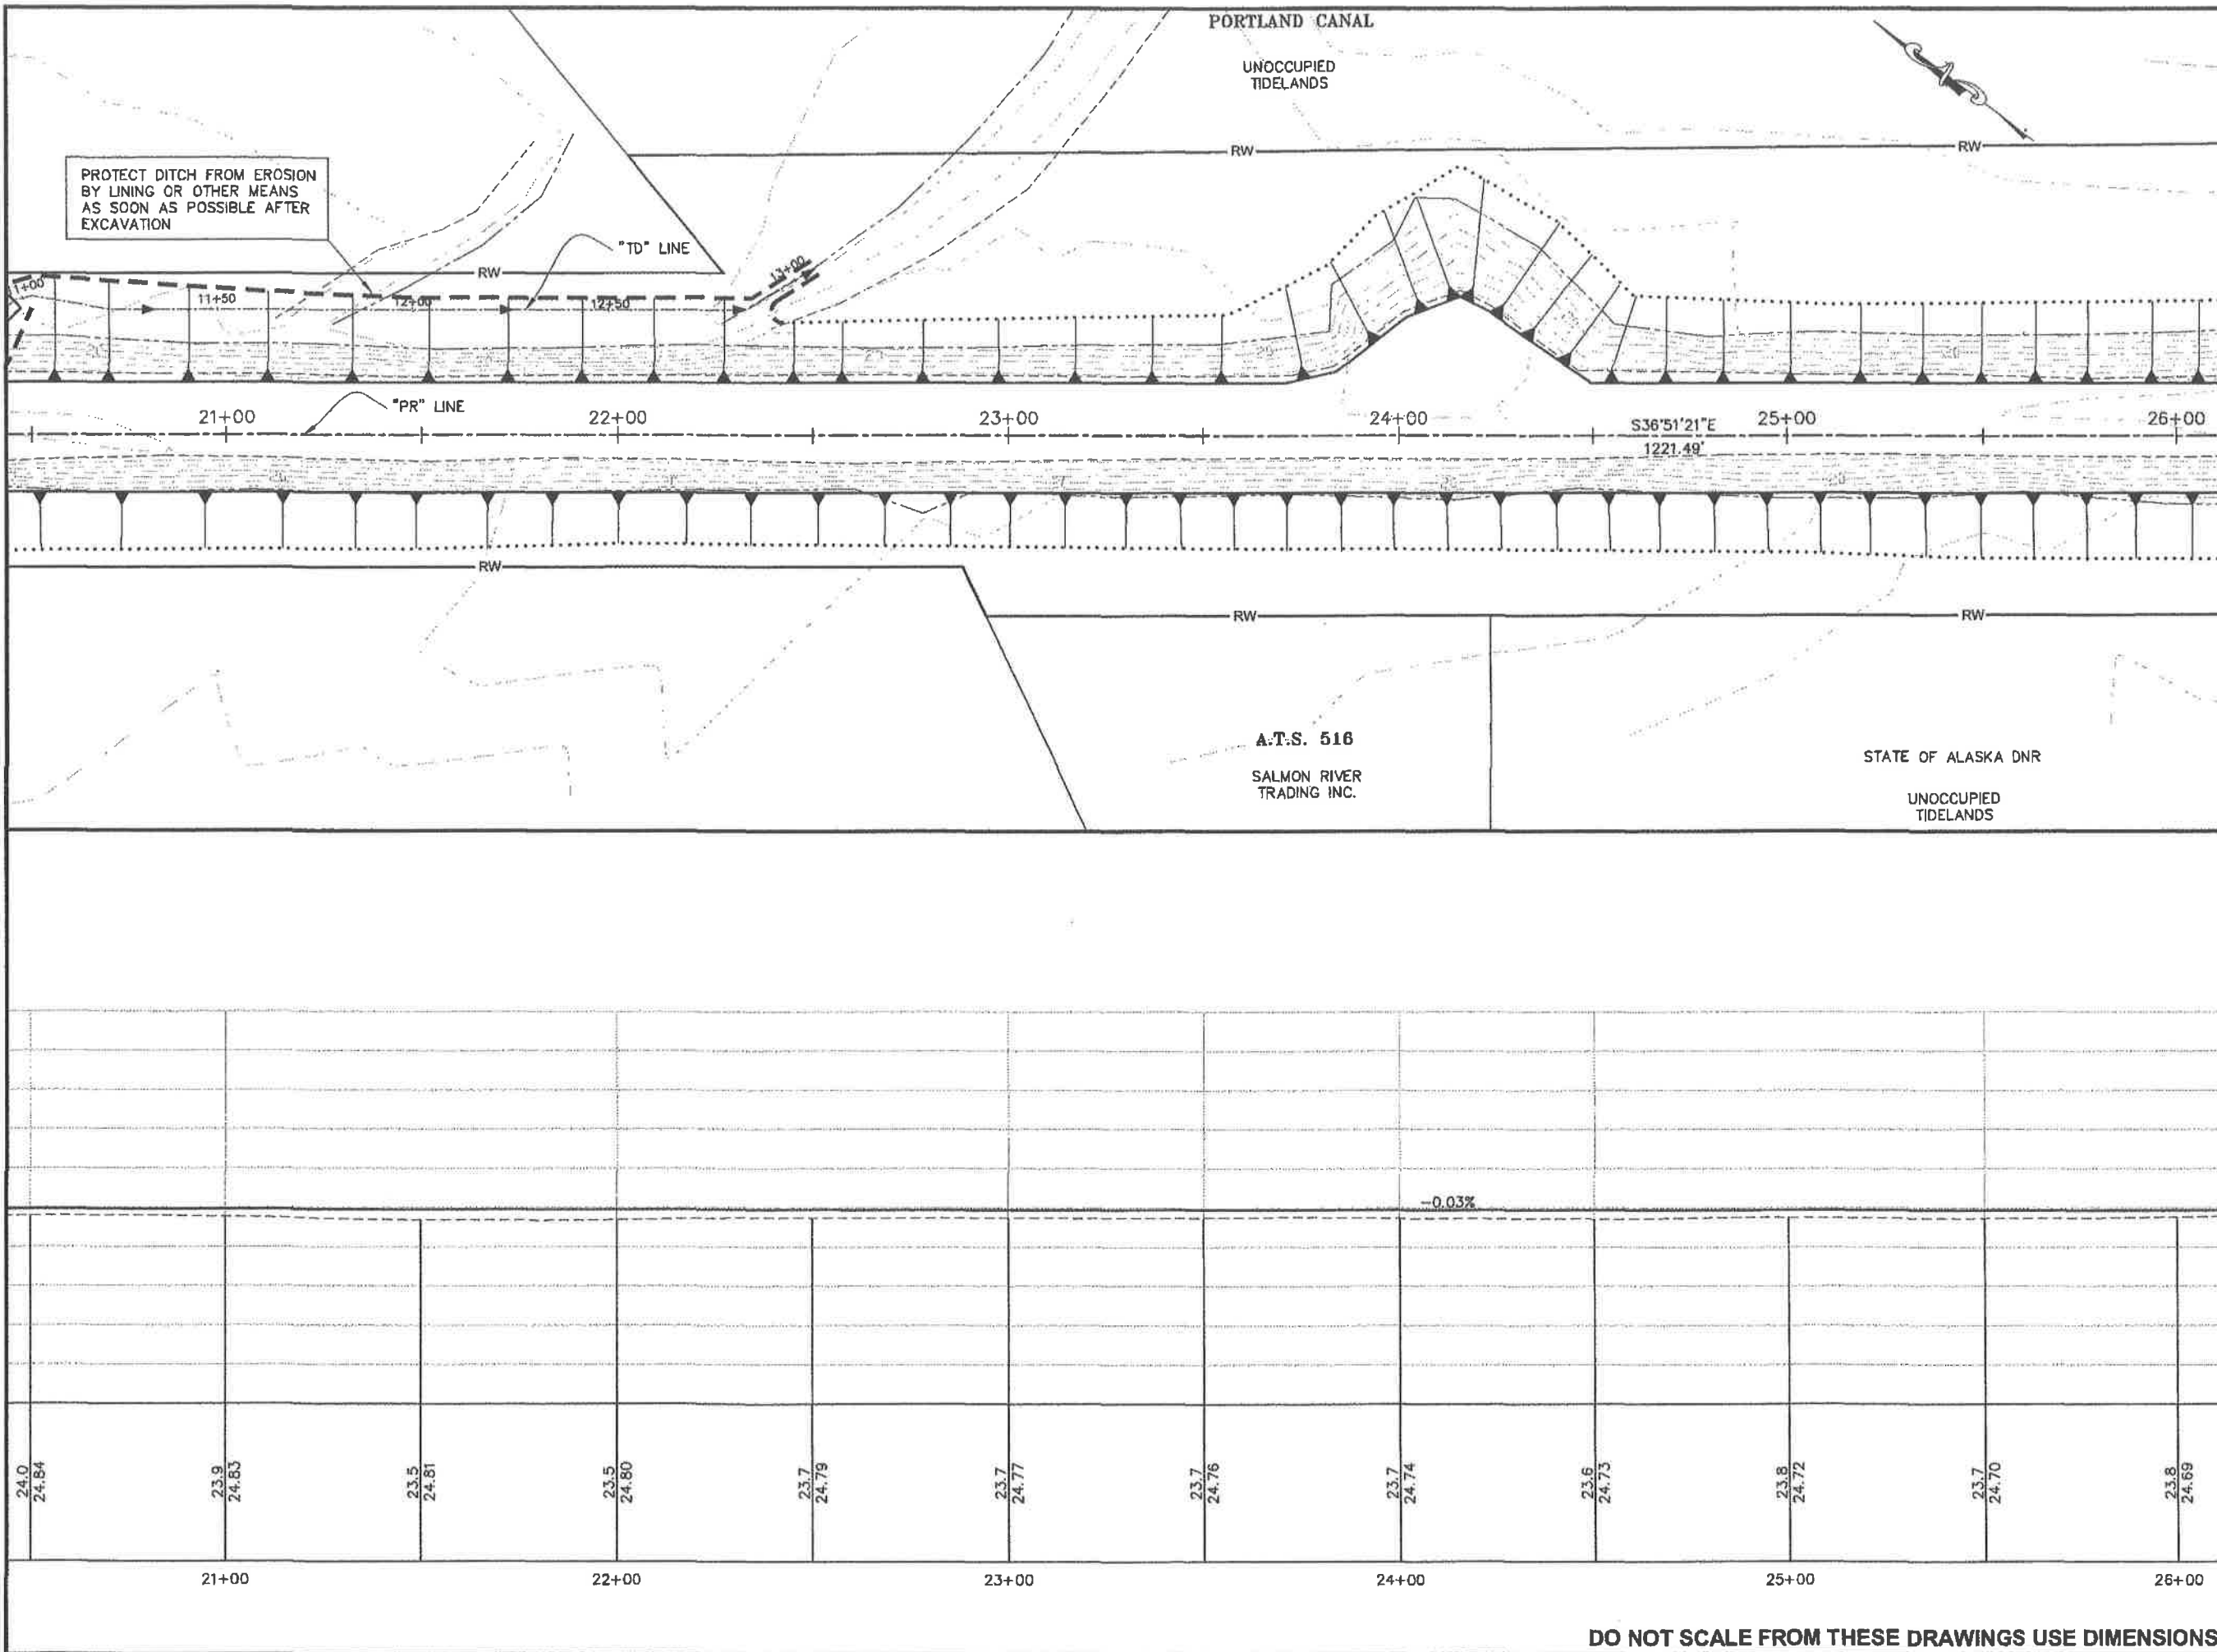 PORTLAND CANAL
UNOCCUPIED
TIDELANDS
RW
RW
PROTECT DITCH FROM EROSION
BY LINING OR OTHER MEANS
AS SOON AS POSSIBLE AFTER
EXCAVATION
"TD" LINE
RW
13+00
1+00
11+50
12+00
12+50
"PR" LINE
21+00
22+00
23+00
24+00
25+00
26+00
S36°51'21"E
1221.49'
RW
RW
RW
A.T.S. 516
SALMON RIVER
TRADING INC.
STATE OF ALASKA DNR
UNOCCUPIED
TIDELANDS
-0.03%
24.0
24.84
23.9
24.83
23.5
24.81
23.5
24.80
23.7
24.79
23.7
24.77
23.7
24.76
23.7
24.74
23.6
24.73
23.8
24.72
23.7
24.70
23.8
24.69
21+00
22+00
23+00
24+00
25+00
26+00
DO NOT SCALE FROM THESE DRAWINGS USE DIMENSIONS